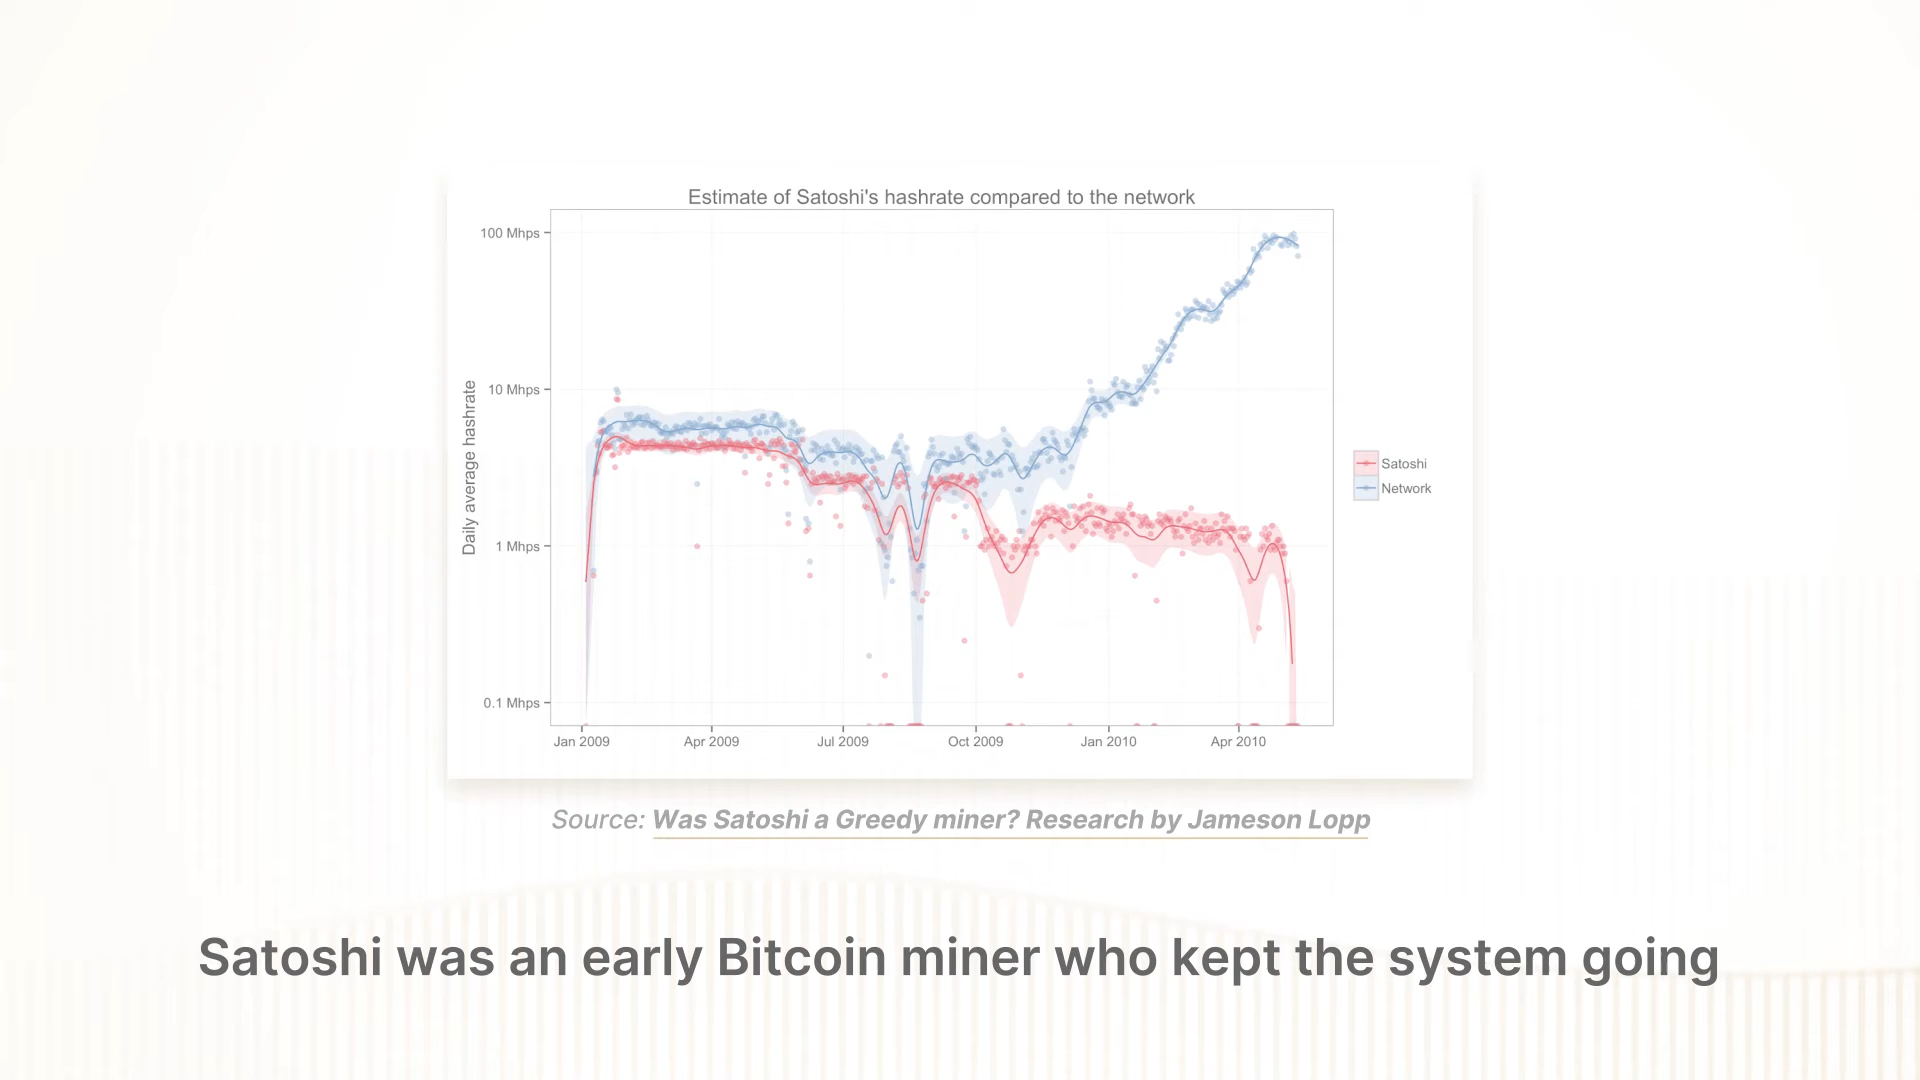 Estimate of Satoshi's hashrate compared to the network
Daily average hashrate
100 Mhps
10 Mhps
1 Mhps
0.1 Mhps
Jan 2009
Apr 2009
Jul 2009
Oct 2009
Jan 2010
Apr 2010
Satoshi
Network
Source: Was Satoshi a Greedy miner? Research by Jameson Lopp
Satoshi was an early Bitcoin miner who kept the system going